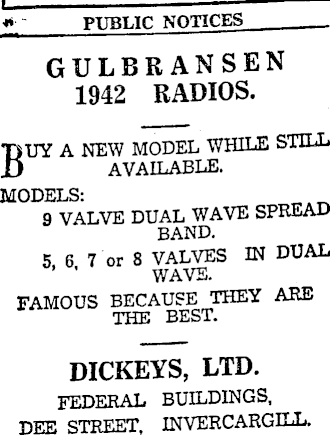 PUBLIC NOTICES
GULBRANSEN
1942 RADIOS.
BUY A NEW MODEL WHILE STILL
AVAILABLE.
MODELS:
9 VALVE DUAL WAVE SPREAD
BAND.
5, 6, 7 or 8 VALVES IN DUAL
WAVE.
FAMOUS BECAUSE THEY ARE
THE BEST.
DICKEYS, LTD.
FEDERAL BUILDINGS,
DEE STREET, INVERCARGILL.